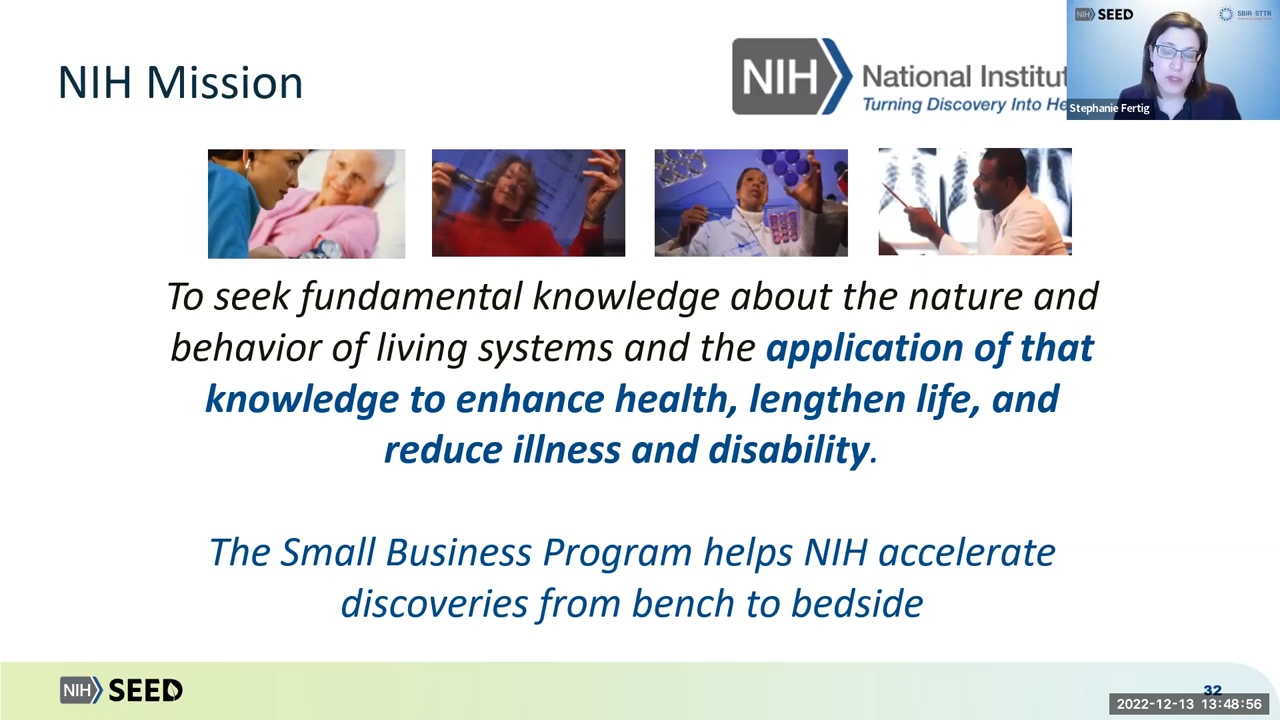 NIH Mission
NIH National Institut
Turning Discovery Into He
NIH SEED
SBIR·STTR
Stephanie Fertig
To seek fundamental knowledge about the nature and
behavior of living systems and the application of that
knowledge to enhance health, lengthen life, and
reduce illness and disability.
The Small Business Program helps NIH accelerate
discoveries from bench to bedside
NIH SEED
32
2022-12-13 13:48:56